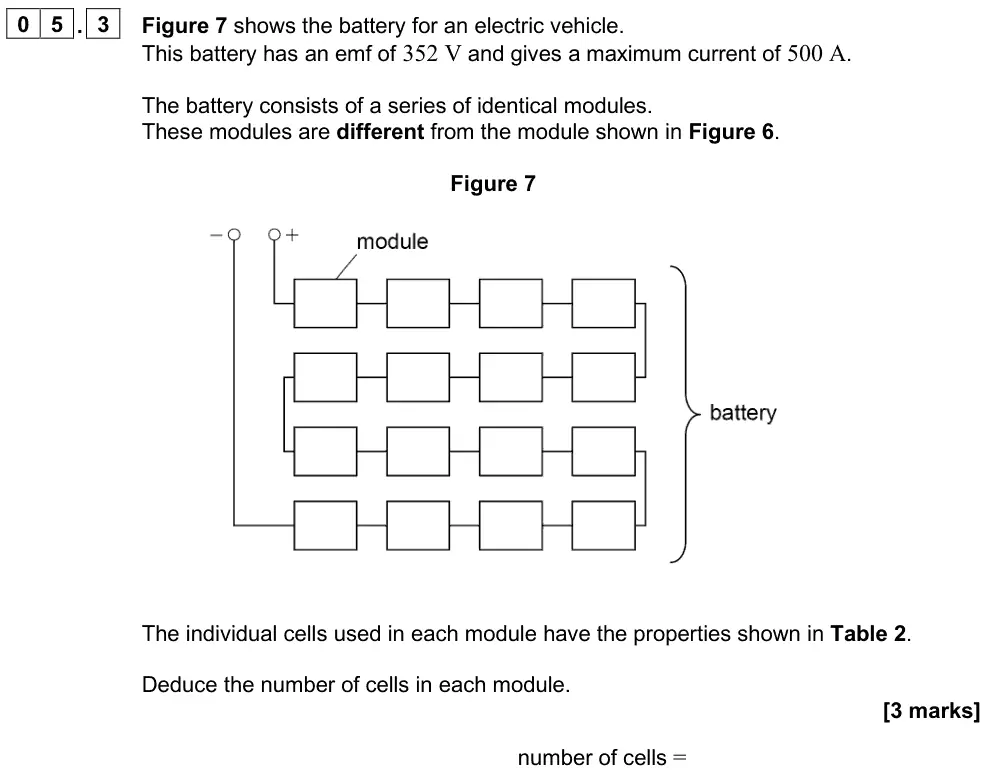 0 5 . 3 Figure 7 shows the battery for an electric vehicle.
This battery has an emf of 352 V and gives a maximum current of 500 A.
The battery consists of a series of identical modules.
These modules are different from the module shown in Figure 6.
Figure 7
− +
module
battery
The individual cells used in each module have the properties shown in Table 2.
Deduce the number of cells in each module.
[3 marks]
number of cells =